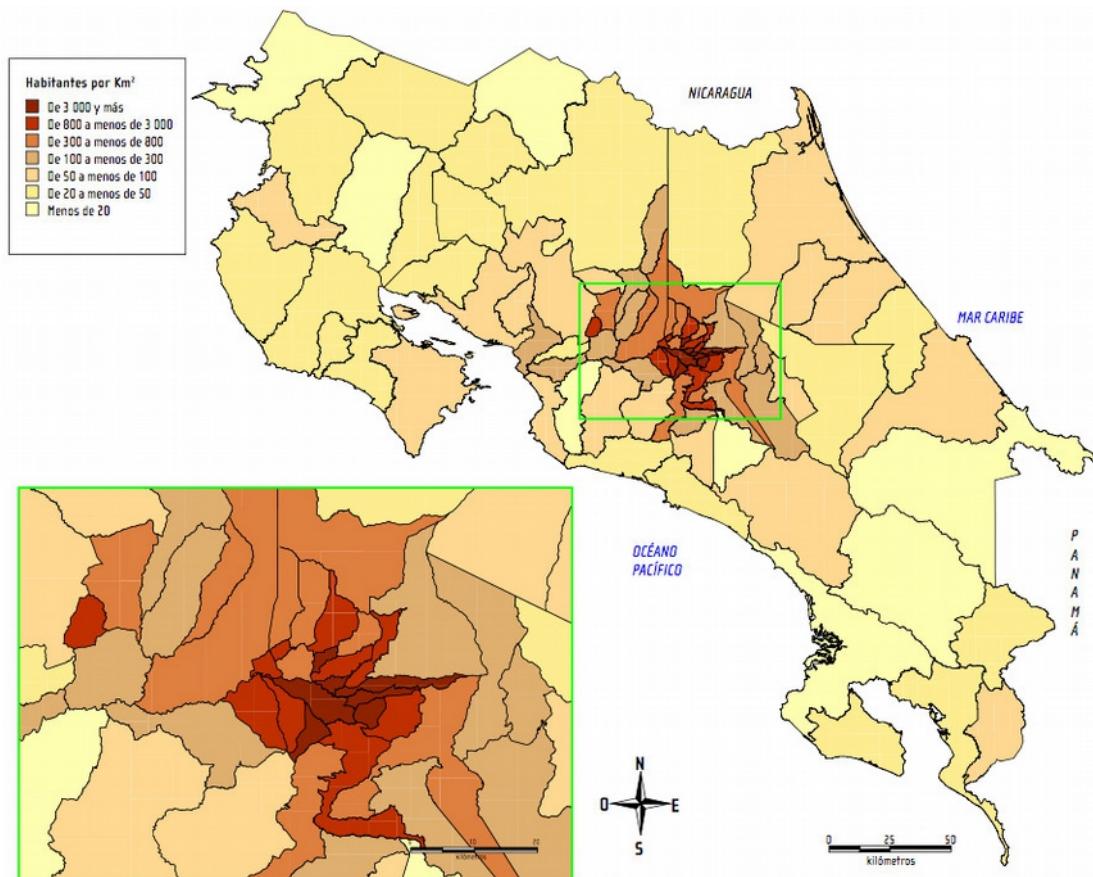 Habitantes por Km²
De 3 000 y más
De 800 a menos de 3 000
De 300 a menos de 800
De 100 a menos de 300
De 50 a menos de 100
De 20 a menos de 50
Menos de 20
NICARAGUA
MAR CARIBE
OCÉANO
PACÍFICO
PANAMÁ
N
O E
S
0 25 50
kilómetros
kilómetros